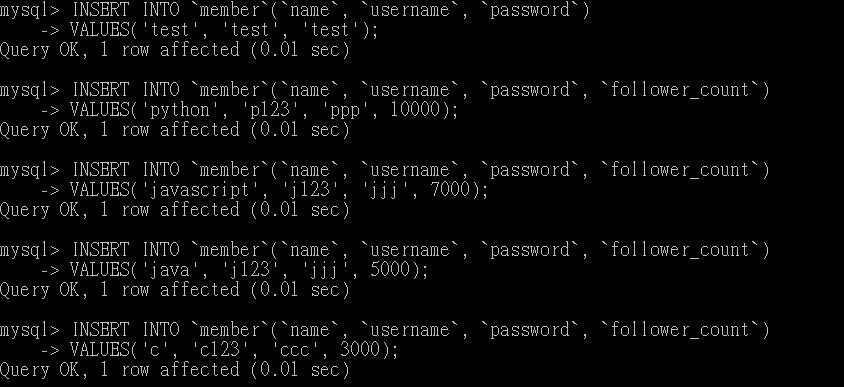 mysql> INSERT INTO `member`(`name`, `username`, `password`)
    -> VALUES('test', 'test', 'test');
Query OK, 1 row affected (0.01 sec)

mysql> INSERT INTO `member`(`name`, `username`, `password`, `follower_count`)
    -> VALUES('python', 'p123', 'ppp', 10000);
Query OK, 1 row affected (0.01 sec)

mysql> INSERT INTO `member`(`name`, `username`, `password`, `follower_count`)
    -> VALUES('javascript', 'j123', 'jjj', 7000);
Query OK, 1 row affected (0.01 sec)

mysql> INSERT INTO `member`(`name`, `username`, `password`, `follower_count`)
    -> VALUES('java', 'j123', 'jjj', 5000);
Query OK, 1 row affected (0.01 sec)

mysql> INSERT INTO `member`(`name`, `username`, `password`, `follower_count`)
    -> VALUES('c', 'c123', 'ccc', 3000);
Query OK, 1 row affected (0.01 sec)